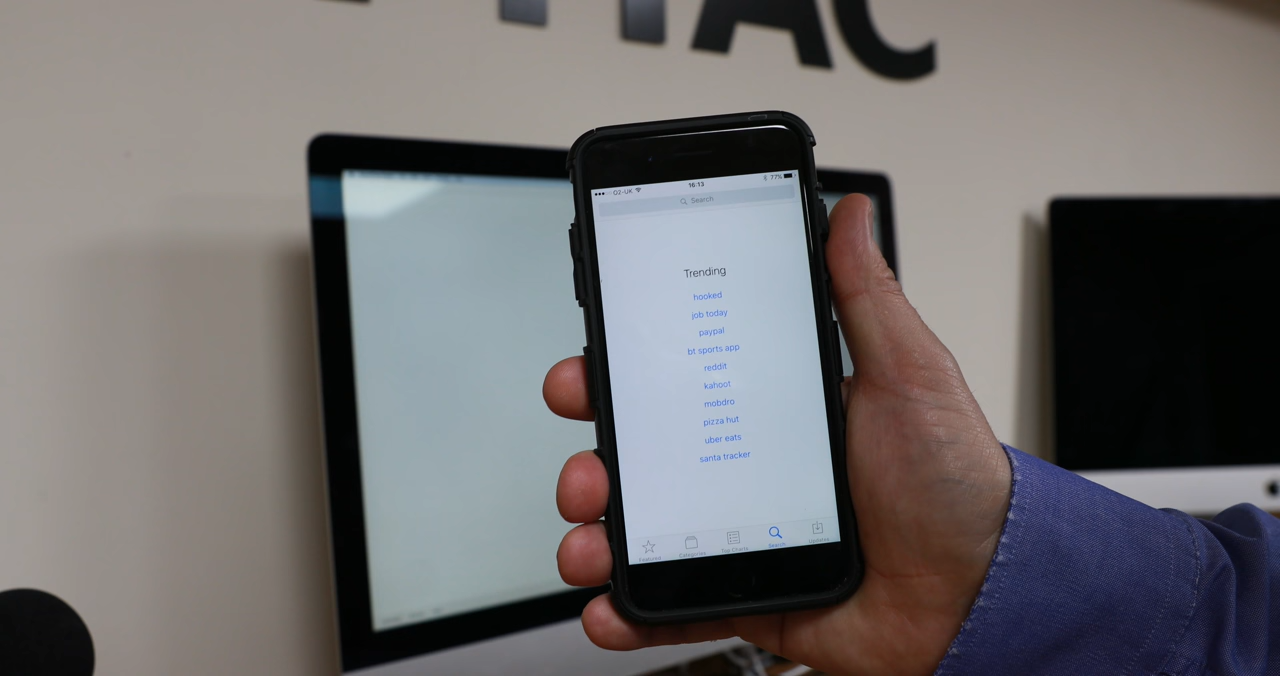 MAC
O2-UK 16:13 77%
Search
Trending
hooked
job today
paypal
bt sports app
reddit
kahoot
mobdro
pizza hut
uber eats
santa tracker
Featured Categories Top Charts Search Updates